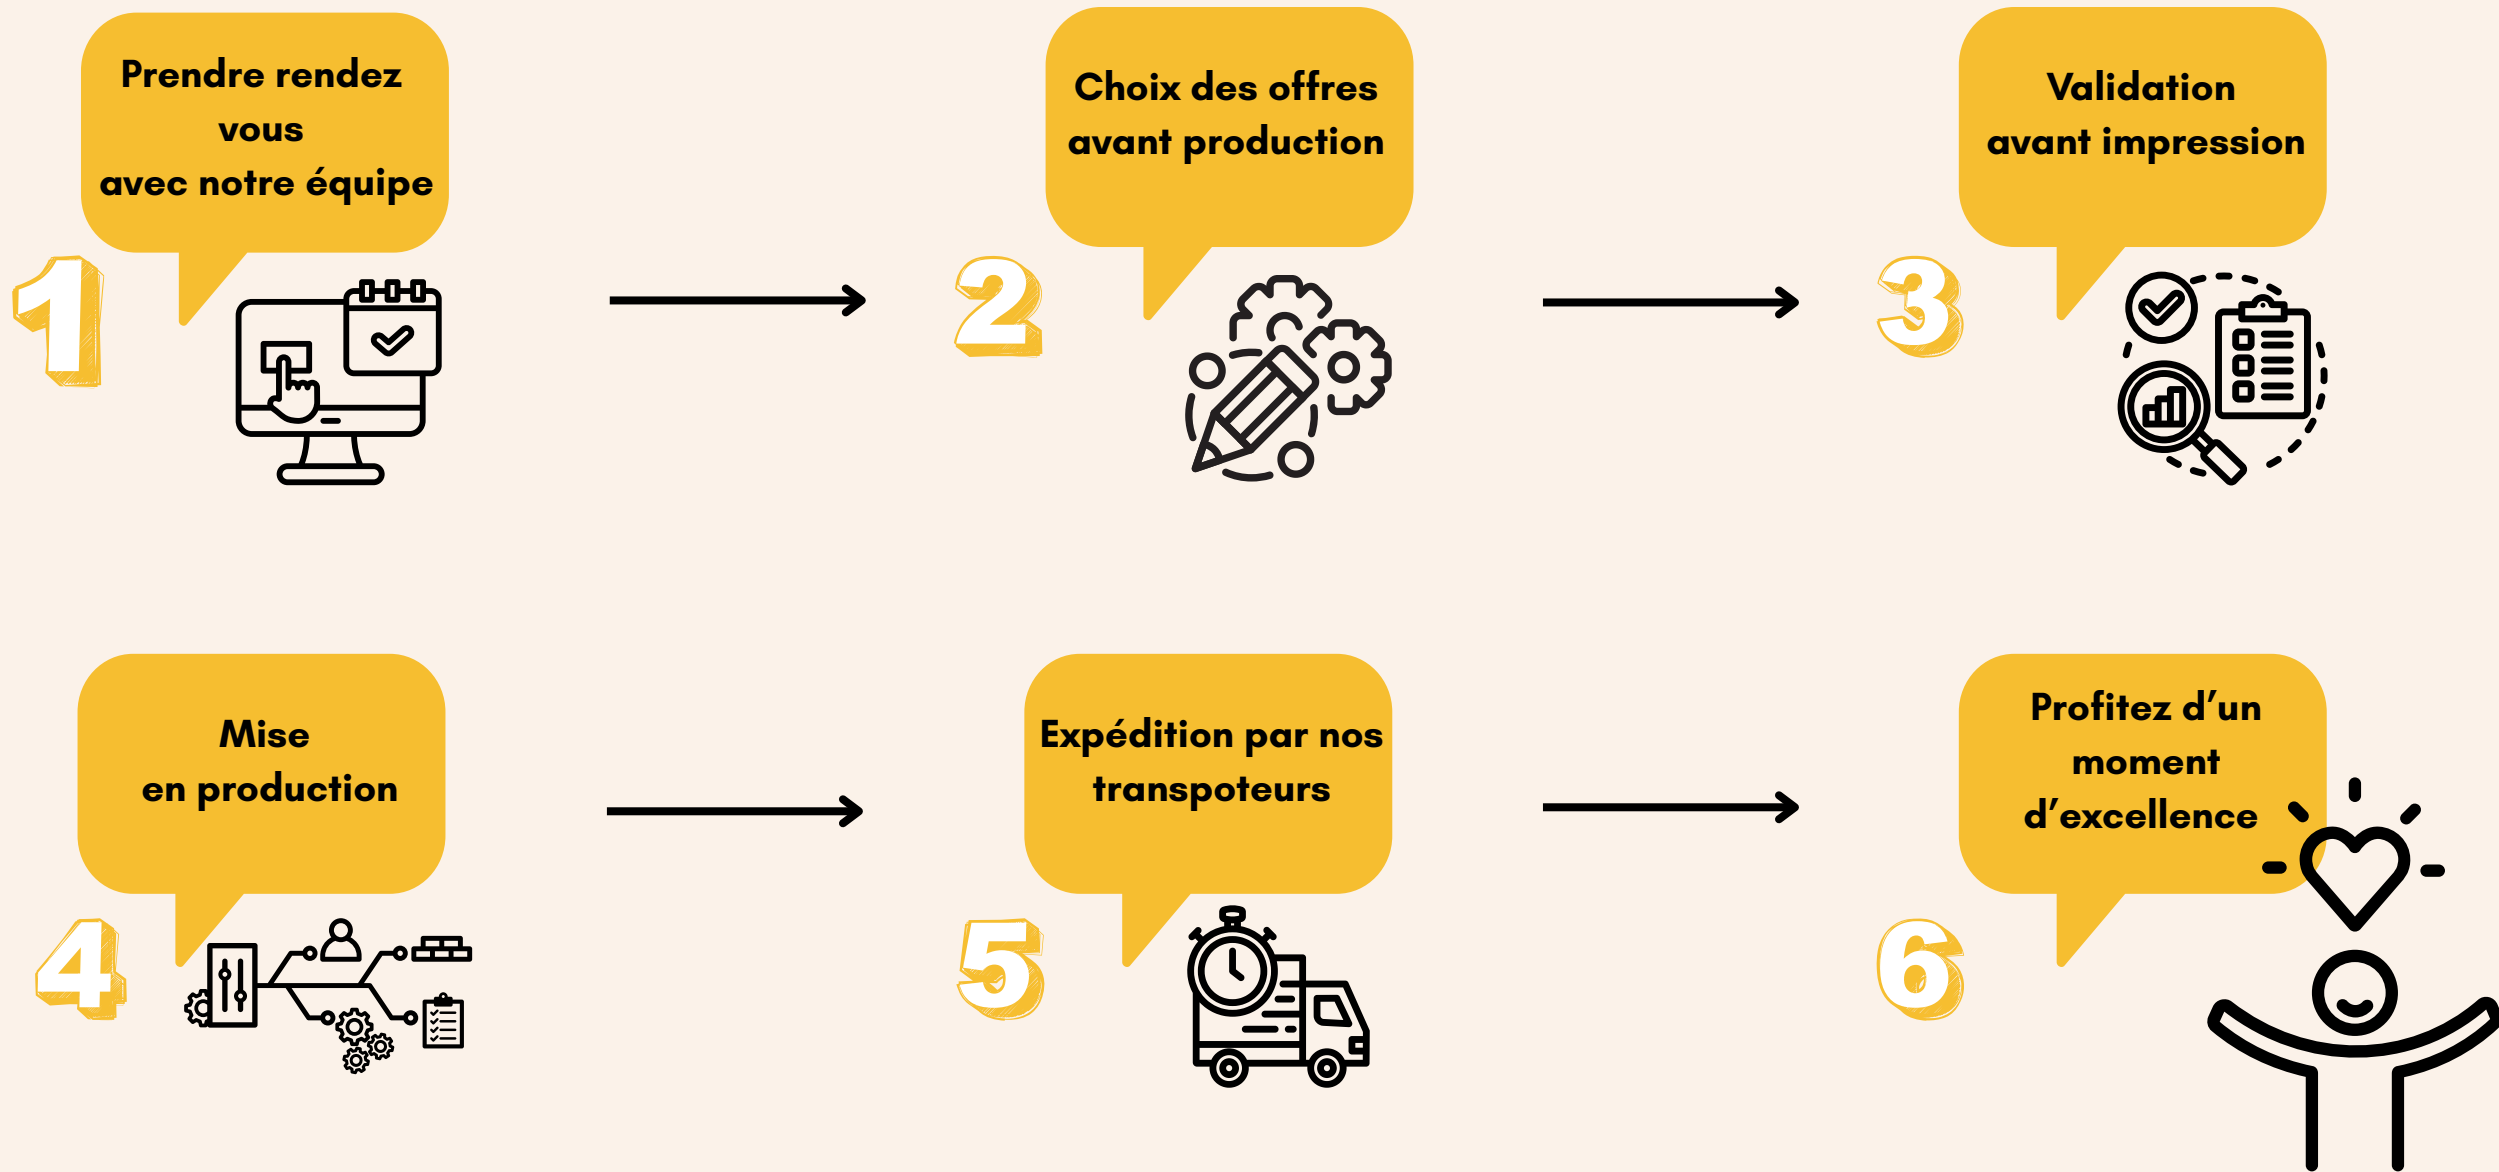 Prendre rendez
vous
avec notre équipe
1
Choix des offres
avant production
2
Validation
avant impression
3
Mise
en production
4
Expédition par nos
transpoteurs
5
Profitez d’un
moment
d’excellence
6